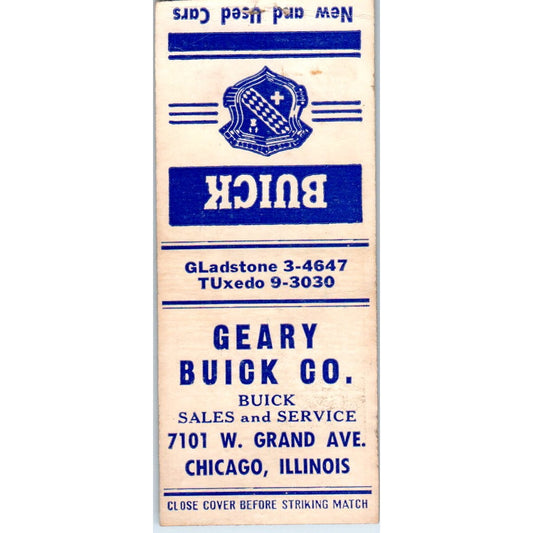 New and Used Cars
BUICK
GLadstone 3-4647
TUxedo 9-3030
GEARY
BUICK CO.
BUICK
SALES and SERVICE
7101 W. GRAND AVE.
CHICAGO, ILLINOIS
CLOSE COVER BEFORE STRIKING MATCH